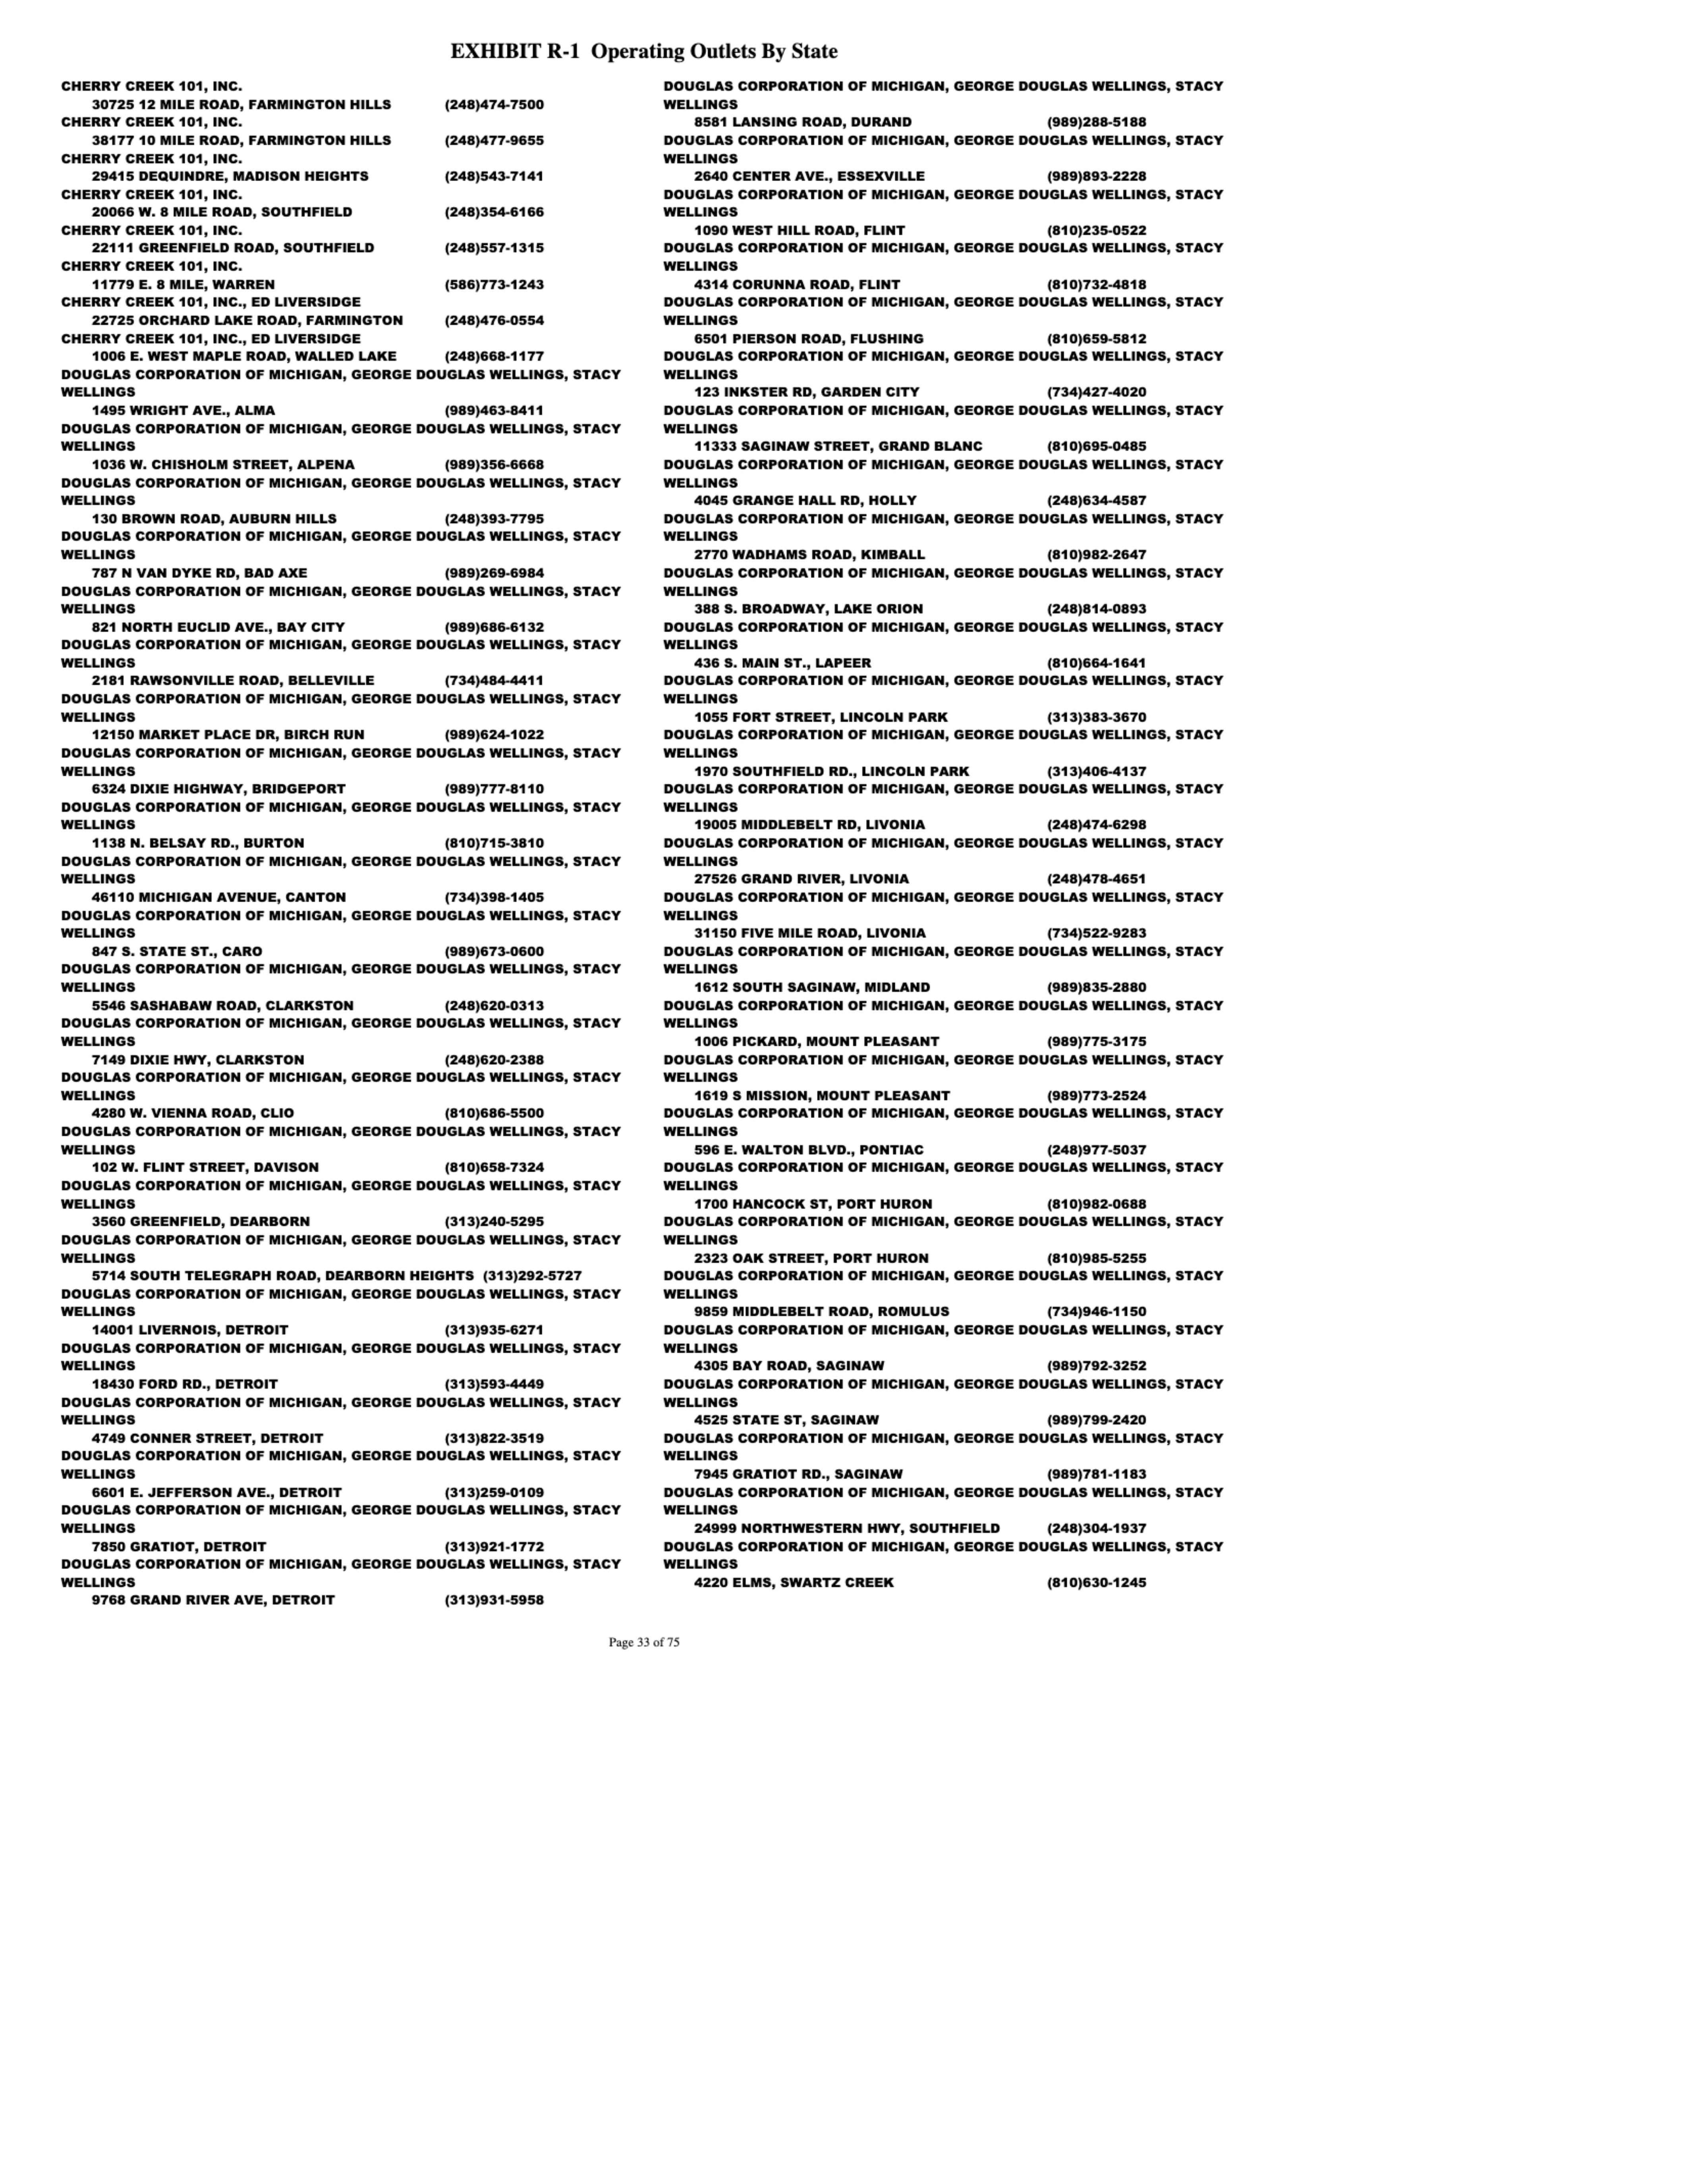 EXHIBIT R-1 Operating Outlets By State
CHERRY CREEK 101, INC.
30725 12 MILE ROAD, FARMINGTON HILLS (248)474-7500
CHERRY CREEK 101, INC.
38177 10 MILE ROAD, FARMINGTON HILLS (248)477-9655
CHERRY CREEK 101, INC.
29415 DEQUINDRE, MADISON HEIGHTS (248)543-7141
CHERRY CREEK 101, INC.
20066 W. 8 MILE ROAD, SOUTHFIELD (248)354-6166
CHERRY CREEK 101, INC.
22111 GREENFIELD ROAD, SOUTHFIELD (248)557-1315
CHERRY CREEK 101, INC.
11779 E. 8 MILE, WARREN (586)773-1243
CHERRY CREEK 101, INC., ED LIVERSIDGE
22725 ORCHARD LAKE ROAD, FARMINGTON (248)476-0554
CHERRY CREEK 101, INC., ED LIVERSIDGE
1006 E. WEST MAPLE ROAD, WALLED LAKE (248)668-1177
DOUGLAS CORPORATION OF MICHIGAN, GEORGE DOUGLAS WELLINGS, STACY
WELLINGS
1495 WRIGHT AVE., ALMA (989)463-8411
DOUGLAS CORPORATION OF MICHIGAN, GEORGE DOUGLAS WELLINGS, STACY
WELLINGS
1036 W. CHISHOLM STREET, ALPENA (989)356-6668
DOUGLAS CORPORATION OF MICHIGAN, GEORGE DOUGLAS WELLINGS, STACY
WELLINGS
130 BROWN ROAD, AUBURN HILLS (248)393-7795
DOUGLAS CORPORATION OF MICHIGAN, GEORGE DOUGLAS WELLINGS, STACY
WELLINGS
787 N VAN DYKE RD, BAD AXE (989)269-6984
DOUGLAS CORPORATION OF MICHIGAN, GEORGE DOUGLAS WELLINGS, STACY
WELLINGS
821 NORTH EUCLID AVE., BAY CITY (989)686-6132
DOUGLAS CORPORATION OF MICHIGAN, GEORGE DOUGLAS WELLINGS, STACY
WELLINGS
2181 RAWSONVILLE ROAD, BELLEVILLE (734)484-4411
DOUGLAS CORPORATION OF MICHIGAN, GEORGE DOUGLAS WELLINGS, STACY
WELLINGS
12150 MARKET PLACE DR, BIRCH RUN (989)624-1022
DOUGLAS CORPORATION OF MICHIGAN, GEORGE DOUGLAS WELLINGS, STACY
WELLINGS
6324 DIXIE HIGHWAY, BRIDGEPORT (989)777-8110
DOUGLAS CORPORATION OF MICHIGAN, GEORGE DOUGLAS WELLINGS, STACY
WELLINGS
1138 N. BELSAY RD., BURTON (810)715-3810
DOUGLAS CORPORATION OF MICHIGAN, GEORGE DOUGLAS WELLINGS, STACY
WELLINGS
46110 MICHIGAN AVENUE, CANTON (734)398-1405
DOUGLAS CORPORATION OF MICHIGAN, GEORGE DOUGLAS WELLINGS, STACY
WELLINGS
847 S. STATE ST., CARO (989)673-0600
DOUGLAS CORPORATION OF MICHIGAN, GEORGE DOUGLAS WELLINGS, STACY
WELLINGS
5546 SASHABAW ROAD, CLARKSTON (248)620-0313
DOUGLAS CORPORATION OF MICHIGAN, GEORGE DOUGLAS WELLINGS, STACY
WELLINGS
7149 DIXIE HWY, CLARKSTON (248)620-2388
DOUGLAS CORPORATION OF MICHIGAN, GEORGE DOUGLAS WELLINGS, STACY
WELLINGS
4280 W. VIENNA ROAD, CLIO (810)686-5500
DOUGLAS CORPORATION OF MICHIGAN, GEORGE DOUGLAS WELLINGS, STACY
WELLINGS
102 W. FLINT STREET, DAVISON (810)658-7324
DOUGLAS CORPORATION OF MICHIGAN, GEORGE DOUGLAS WELLINGS, STACY
WELLINGS
3560 GREENFIELD, DEARBORN (313)240-5295
DOUGLAS CORPORATION OF MICHIGAN, GEORGE DOUGLAS WELLINGS, STACY
WELLINGS
5714 SOUTH TELEGRAPH ROAD, DEARBORN HEIGHTS (313)292-5727
DOUGLAS CORPORATION OF MICHIGAN, GEORGE DOUGLAS WELLINGS, STACY
WELLINGS
14001 LIVERNOIS, DETROIT (313)935-6271
DOUGLAS CORPORATION OF MICHIGAN, GEORGE DOUGLAS WELLINGS, STACY
WELLINGS
18430 FORD RD., DETROIT (313)593-4449
DOUGLAS CORPORATION OF MICHIGAN, GEORGE DOUGLAS WELLINGS, STACY
WELLINGS
4749 CONNER STREET, DETROIT (313)822-3519
DOUGLAS CORPORATION OF MICHIGAN, GEORGE DOUGLAS WELLINGS, STACY
WELLINGS
6601 E. JEFFERSON AVE., DETROIT (313)259-0109
DOUGLAS CORPORATION OF MICHIGAN, GEORGE DOUGLAS WELLINGS, STACY
WELLINGS
7850 GRATIOT, DETROIT (313)921-1772
DOUGLAS CORPORATION OF MICHIGAN, GEORGE DOUGLAS WELLINGS, STACY
WELLINGS
9768 GRAND RIVER AVE, DETROIT (313)931-5958
DOUGLAS CORPORATION OF MICHIGAN, GEORGE DOUGLAS WELLINGS, STACY
WELLINGS
8581 LANSING ROAD, DURAND (989)288-5188
DOUGLAS CORPORATION OF MICHIGAN, GEORGE DOUGLAS WELLINGS, STACY
WELLINGS
2640 CENTER AVE., ESSEXVILLE (989)893-2228
DOUGLAS CORPORATION OF MICHIGAN, GEORGE DOUGLAS WELLINGS, STACY
WELLINGS
1090 WEST HILL ROAD, FLINT (810)235-0522
DOUGLAS CORPORATION OF MICHIGAN, GEORGE DOUGLAS WELLINGS, STACY
WELLINGS
4314 CORUNNA ROAD, FLINT (810)732-4818
DOUGLAS CORPORATION OF MICHIGAN, GEORGE DOUGLAS WELLINGS, STACY
WELLINGS
6501 PIERSON ROAD, FLUSHING (810)659-5812
DOUGLAS CORPORATION OF MICHIGAN, GEORGE DOUGLAS WELLINGS, STACY
WELLINGS
123 INKSTER RD, GARDEN CITY (734)427-4020
DOUGLAS CORPORATION OF MICHIGAN, GEORGE DOUGLAS WELLINGS, STACY
WELLINGS
11333 SAGINAW STREET, GRAND BLANC (810)695-0485
DOUGLAS CORPORATION OF MICHIGAN, GEORGE DOUGLAS WELLINGS, STACY
WELLINGS
4045 GRANGE HALL RD, HOLLY (248)634-4587
DOUGLAS CORPORATION OF MICHIGAN, GEORGE DOUGLAS WELLINGS, STACY
WELLINGS
2770 WADHAMS ROAD, KIMBALL (810)982-2647
DOUGLAS CORPORATION OF MICHIGAN, GEORGE DOUGLAS WELLINGS, STACY
WELLINGS
388 S. BROADWAY, LAKE ORION (248)814-0893
DOUGLAS CORPORATION OF MICHIGAN, GEORGE DOUGLAS WELLINGS, STACY
WELLINGS
436 S. MAIN ST., LAPEER (810)664-1641
DOUGLAS CORPORATION OF MICHIGAN, GEORGE DOUGLAS WELLINGS, STACY
WELLINGS
1055 FORT STREET, LINCOLN PARK (313)383-3670
DOUGLAS CORPORATION OF MICHIGAN, GEORGE DOUGLAS WELLINGS, STACY
WELLINGS
1970 SOUTHFIELD RD., LINCOLN PARK (313)406-4137
DOUGLAS CORPORATION OF MICHIGAN, GEORGE DOUGLAS WELLINGS, STACY
WELLINGS
19005 MIDDLEBELT RD, LIVONIA (248)474-6298
DOUGLAS CORPORATION OF MICHIGAN, GEORGE DOUGLAS WELLINGS, STACY
WELLINGS
27526 GRAND RIVER, LIVONIA (248)478-4651
DOUGLAS CORPORATION OF MICHIGAN, GEORGE DOUGLAS WELLINGS, STACY
WELLINGS
31150 FIVE MILE ROAD, LIVONIA (734)522-9283
DOUGLAS CORPORATION OF MICHIGAN, GEORGE DOUGLAS WELLINGS, STACY
WELLINGS
1612 SOUTH SAGINAW, MIDLAND (989)835-2880
DOUGLAS CORPORATION OF MICHIGAN, GEORGE DOUGLAS WELLINGS, STACY
WELLINGS
1006 PICKARD, MOUNT PLEASANT (989)775-3175
DOUGLAS CORPORATION OF MICHIGAN, GEORGE DOUGLAS WELLINGS, STACY
WELLINGS
1619 S MISSION, MOUNT PLEASANT (989)773-2524
DOUGLAS CORPORATION OF MICHIGAN, GEORGE DOUGLAS WELLINGS, STACY
WELLINGS
596 E. WALTON BLVD., PONTIAC (248)977-5037
DOUGLAS CORPORATION OF MICHIGAN, GEORGE DOUGLAS WELLINGS, STACY
WELLINGS
1700 HANCOCK ST, PORT HURON (810)982-0688
DOUGLAS CORPORATION OF MICHIGAN, GEORGE DOUGLAS WELLINGS, STACY
WELLINGS
2323 OAK STREET, PORT HURON (810)985-5255
DOUGLAS CORPORATION OF MICHIGAN, GEORGE DOUGLAS WELLINGS, STACY
WELLINGS
9859 MIDDLEBELT ROAD, ROMULUS (734)946-1150
DOUGLAS CORPORATION OF MICHIGAN, GEORGE DOUGLAS WELLINGS, STACY
WELLINGS
4305 BAY ROAD, SAGINAW (989)792-3252
DOUGLAS CORPORATION OF MICHIGAN, GEORGE DOUGLAS WELLINGS, STACY
WELLINGS
4525 STATE ST, SAGINAW (989)799-2420
DOUGLAS CORPORATION OF MICHIGAN, GEORGE DOUGLAS WELLINGS, STACY
WELLINGS
7945 GRATIOT RD., SAGINAW (989)781-1183
DOUGLAS CORPORATION OF MICHIGAN, GEORGE DOUGLAS WELLINGS, STACY
WELLINGS
24999 NORTHWESTERN HWY, SOUTHFIELD (248)304-1937
DOUGLAS CORPORATION OF MICHIGAN, GEORGE DOUGLAS WELLINGS, STACY
WELLINGS
4220 ELMS, SWARTZ CREEK (810)630-1245
Page 33 of 75